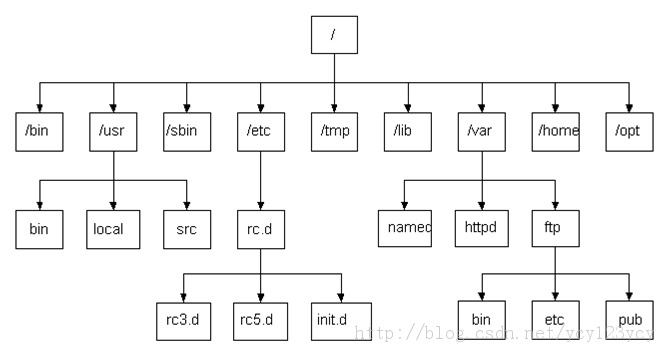 /
/bin /usr /sbin /etc /tmp /lib /var /home /opt
bin local src rc.d named httpd ftp
rc3.d rc5.d init.d bin etc pub
http://blog.csdn.net/ycy123ycy